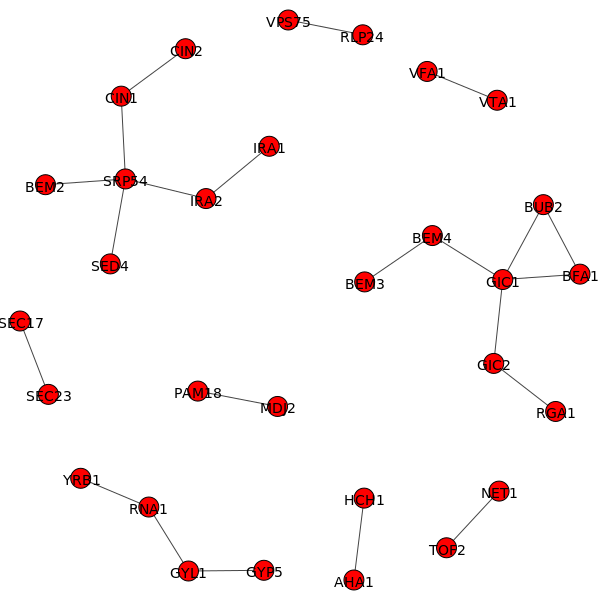 VPS75
RLP24
CIN2
VFA1
CIN1
VTA1
IRA1
SRP54
BEM2
IRA2
BUB2
BEM4
SED4
BFA1
BEM3
GIC1
SEC17
GIC2
PAM18
SEC23
MDJ2
RGA1
YRB1
NET1
HCH1
RNA1
TOF2
GYL1
GYP5
AHA1